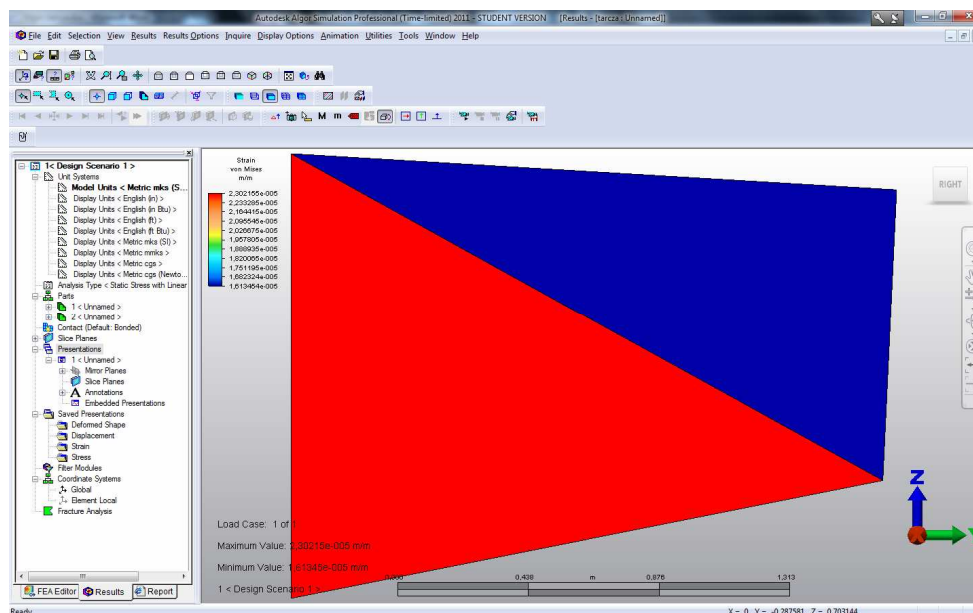 Autodesk Algor Simulation Professional (Time-limited) 2011 - STUDENT VERSION [Results - [tarcza : Unnamed]]
File Edit Selection View Results Results Options Inquire Display Options Animation Utilities Tools Window Help
1< Design Scenario 1 >
Unit Systems
Model Units < Metric mks (S...
Display Units < English (in) >
Display Units < English (in Btu) >
Display Units < English (ft) >
Display Units < English (ft Btu) >
Display Units < Metric mks (SI) >
Display Units < Metric mmks >
Display Units < Metric cgs >
Display Units < Metric cgs (Newto...
Analysis Type < Static Stress with Linear
Parts
1 < Unnamed >
2 < Unnamed >
Contact (Default: Bonded)
Slice Planes
Presentations
1 < Unnamed >
Mirror Planes
Slice Planes
Annotations
Embedded Presentations
Saved Presentations
Deformed Shape
Displacement
Strain
Stress
Filter Modules
Coordinate Systems
Global
Element Local
Fracture Analysis
FEA Editor Results Report
Ready
Strain
von Mises
m/m
2,302155e-005
2,233285e-005
2,164415e-005
2,095545e-005
2,026675e-005
1,957805e-005
1,888935e-005
1,820065e-005
1,751195e-005
1,682324e-005
1,613454e-005
RIGHT
Z
Load Case: 1 of 1
Maximum Value: 2,30215e-005 m/m
Minimum Value: 1,61345e-005 m/m
1 < Design Scenario 1 >
0,000 0,438 m 0,876 1,313
X = 0 Y = -0,287581 Z = 0,703144